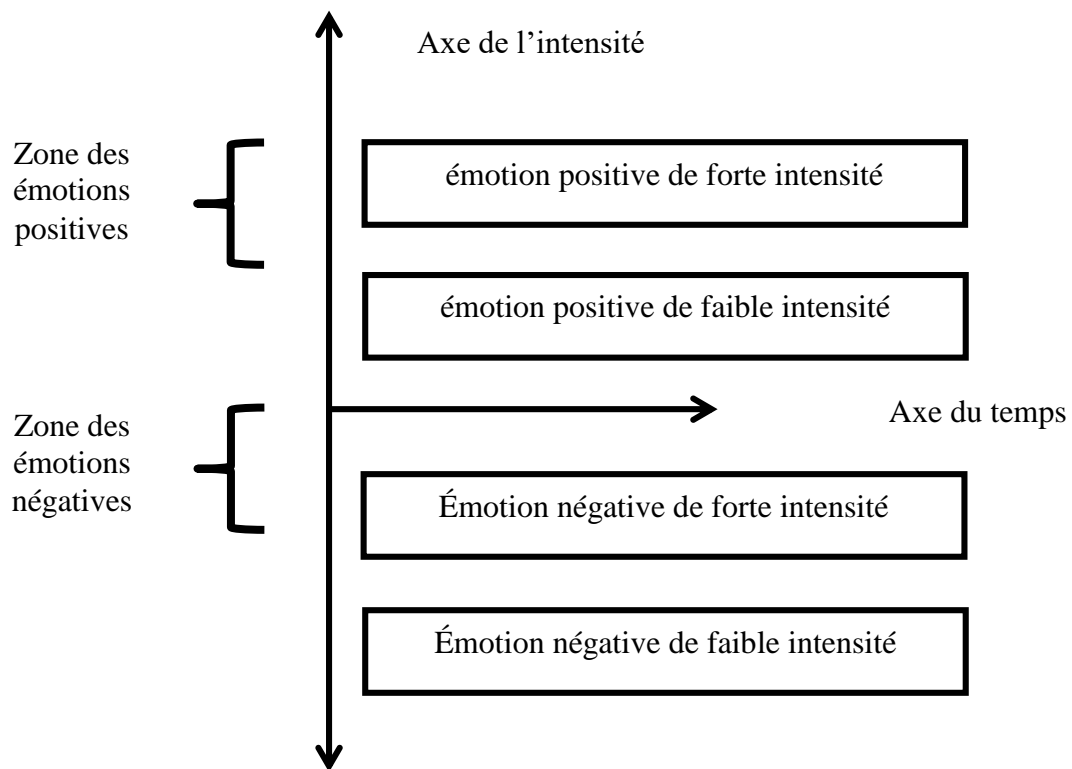 Axe de l’intensité
Zone des
émotions
positives
émotion positive de forte intensité
émotion positive de faible intensité
Axe du temps
Zone des
émotions
négatives
Émotion négative de forte intensité
Émotion négative de faible intensité